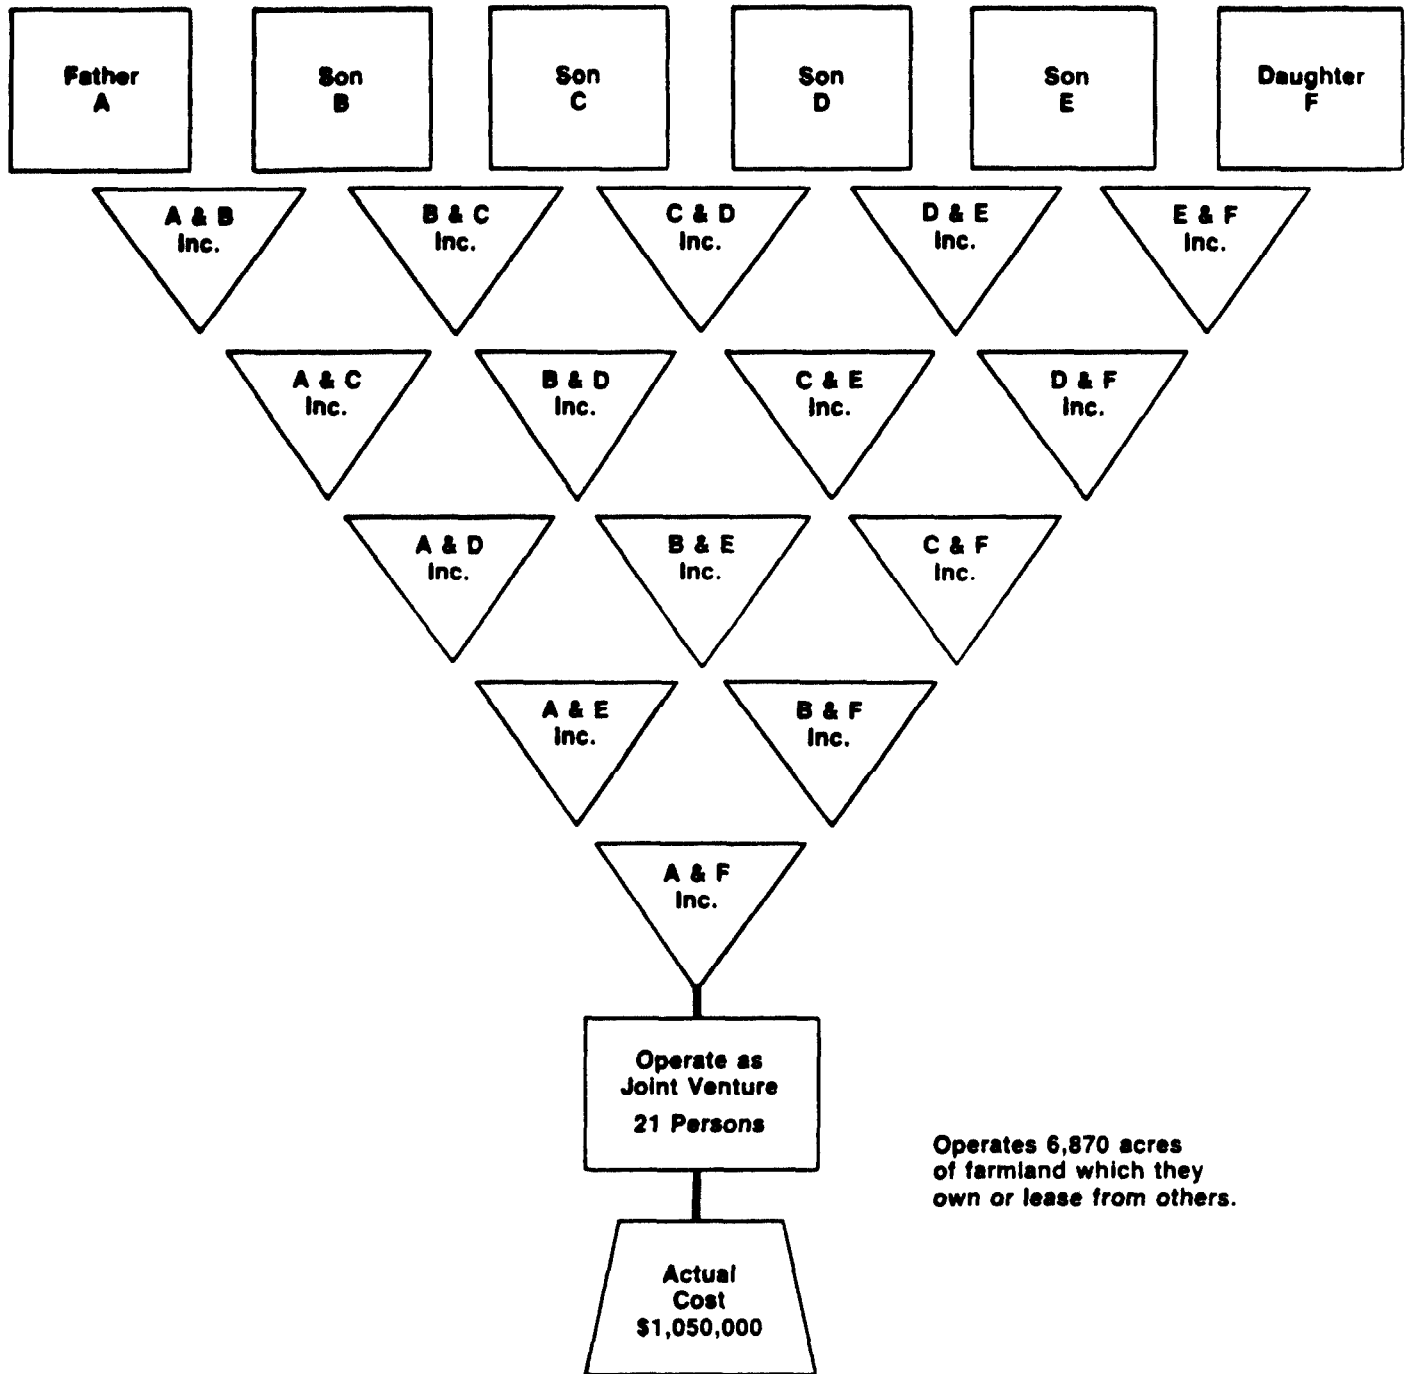 Father
A
Son
B
Son
C
Son
D
Son
E
Daughter
F
A & B
Inc.
B & C
Inc.
C & D
Inc.
D & E
Inc.
E & F
Inc.
A & C
Inc.
B & D
Inc.
C & E
Inc.
D & F
Inc.
A & D
Inc.
B & E
Inc.
C & F
Inc.
A & E
Inc.
B & F
Inc.
A & F
Inc.
Operate as
Joint Venture
21 Persons
Operates 6,870 acres
of farmland which they
own or lease from others.
Actual
Cost
$1,050,000